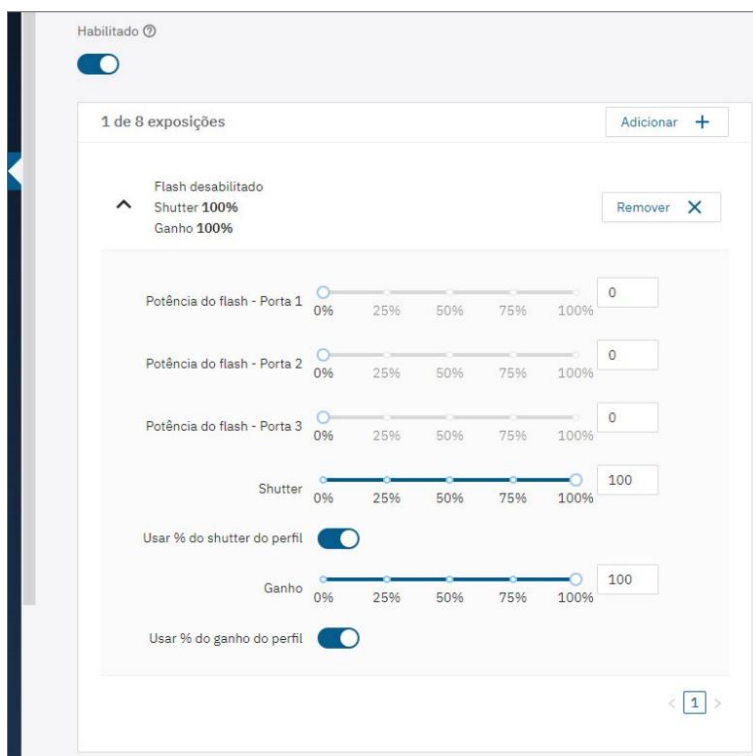 Habilitado
1 de 8 exposições
Adicionar +
Flash desabilitado
Shutter 100%
Ganho 100%
Remover X
Potência do flash - Porta 1
0% 25% 50% 75% 100%
0
Potência do flash - Porta 2
0% 25% 50% 75% 100%
0
Potência do flash - Porta 3
0% 25% 50% 75% 100%
0
Shutter
0% 25% 50% 75% 100%
100
Usar % do shutter do perfil
Ganho
0% 25% 50% 75% 100%
100
Usar % do ganho do perfil
< 1 >